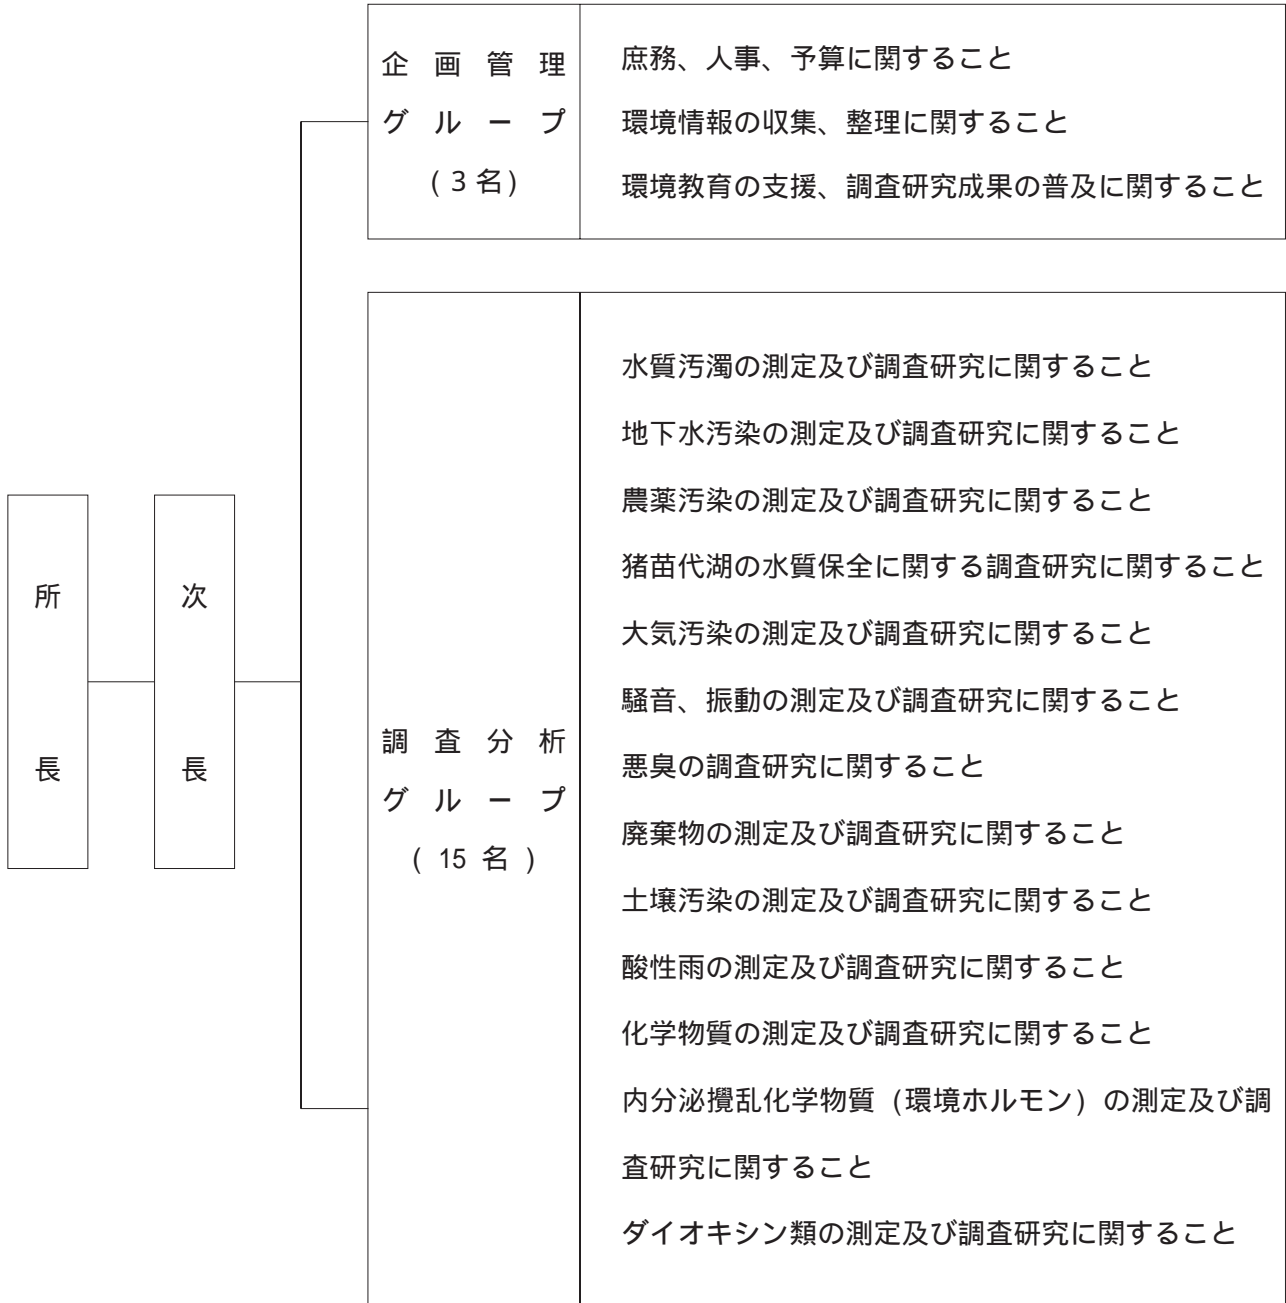 所長
次長
企画管理
グループ
(3名)
庶務、人事、予算に関すること
環境情報の収集、整理に関すること
環境教育の支援、調査研究成果の普及に関すること
調査分析
グループ
(15名)
水質汚濁の測定及び調査研究に関すること
地下水汚染の測定及び調査研究に関すること
農薬汚染の測定及び調査研究に関すること
猪苗代湖の水質保全に関する調査研究に関すること
大気汚染の測定及び調査研究に関すること
騒音、振動の測定及び調査研究に関すること
悪臭の調査研究に関すること
廃棄物の測定及び調査研究に関すること
土壌汚染の測定及び調査研究に関すること
酸性雨の測定及び調査研究に関すること
化学物質の測定及び調査研究に関すること
内分泌攪乱化学物質(環境ホルモン)の測定及び調
査研究に関すること
ダイオキシン類の測定及び調査研究に関すること